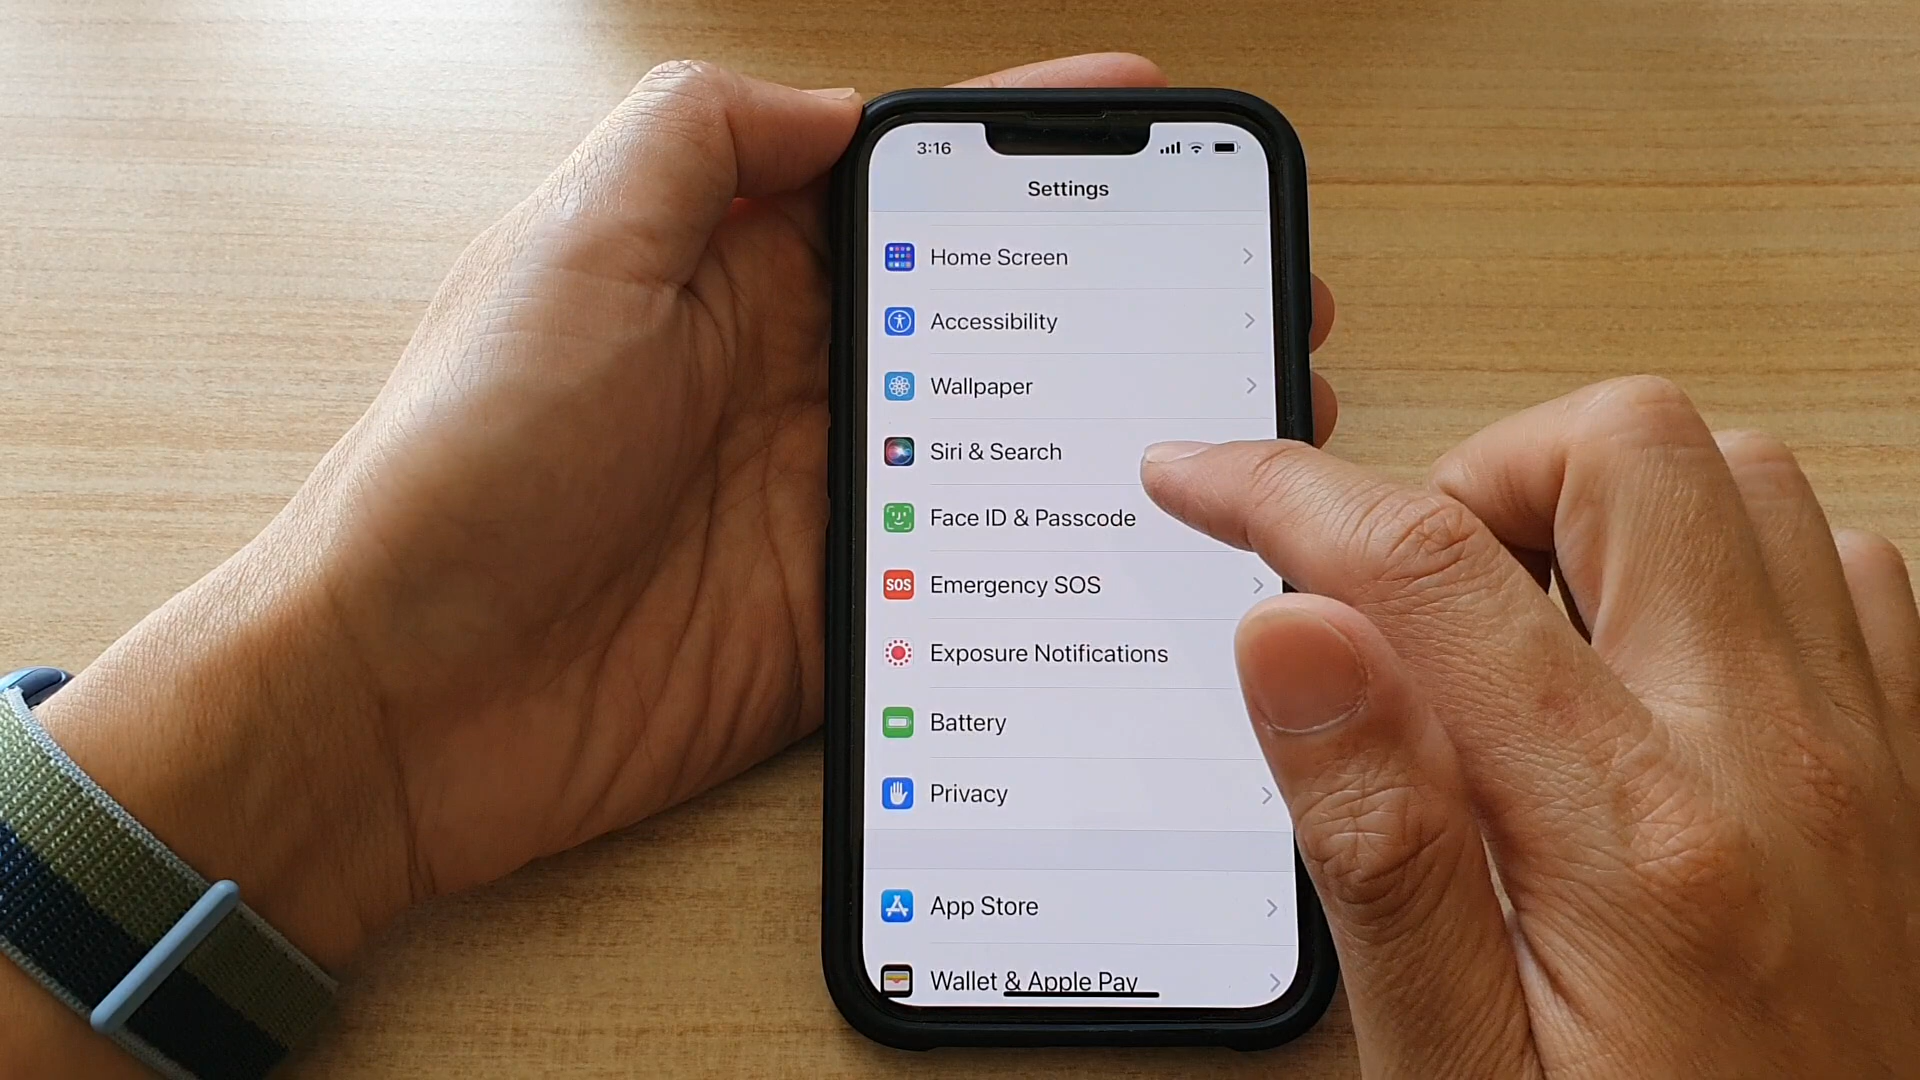 3:16
Settings
Home Screen
Accessibility
Wallpaper
Siri & Search
Face ID & Passcode
SOS Emergency SOS
Exposure Notifications
Battery
Privacy
App Store
Wallet & Apple Pay